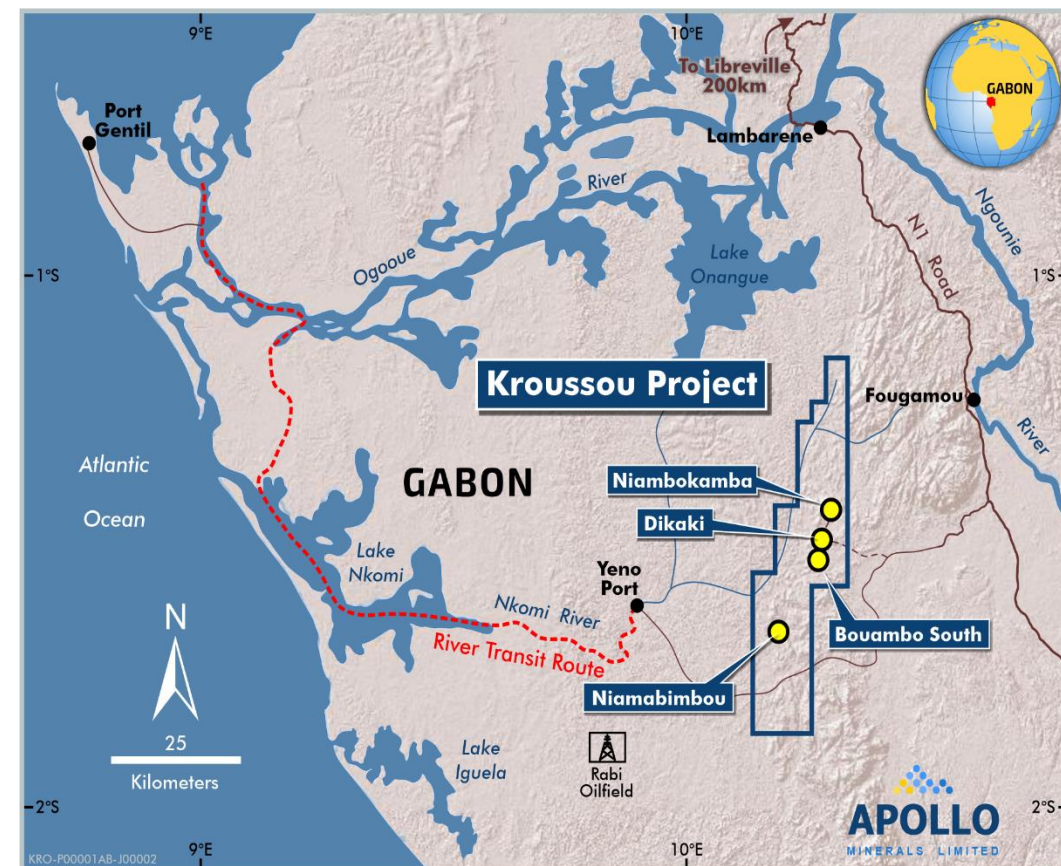 9°E
10°E
To Libreville
200km
GABON
Port
Gentil
Lambarene
River
Ngounie
N1 Road
Ogooue
Lake
Onangue
1°S
1°S
Kroussou Project
Fougamou
River
Atlantic
Ocean
GABON
Niambokamba
Dikaki
Lake
Nkomi
Yeno
Port
Nkomi River
Bouambo South
River Transit Route
N
Niamabimbou
25
Kilometers
Lake
Iguela
Rabi
Oilfield
2°S
2°S
APOLLO
MINERALS LIMITED
KRO-P00001AB-J00002
9°E
10°E